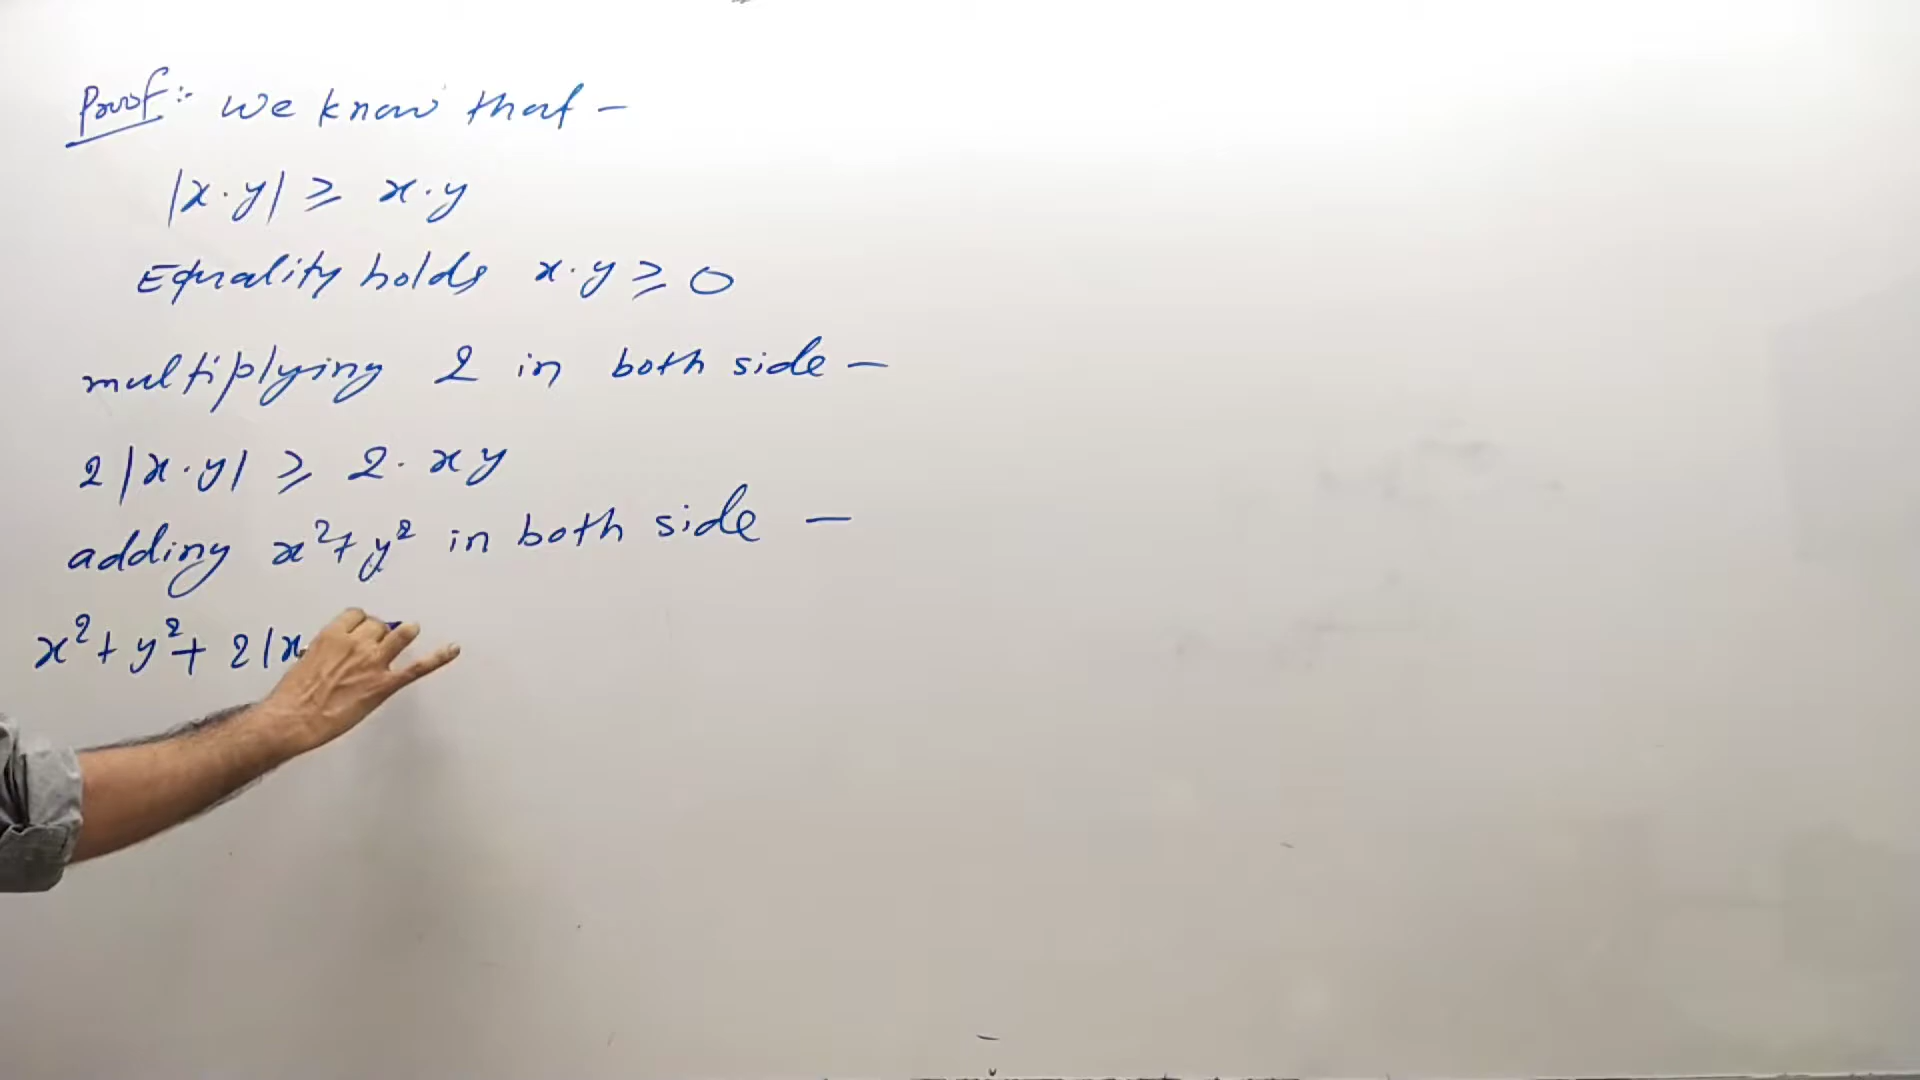 Proof:- we know that -
|x·y| ≥ x·y
Equality holds x·y ≥ 0
multiplying 2 in both side -
2|x·y| ≥ 2·xy
adding x²+y² in both side -
x²+y²+ 2|x